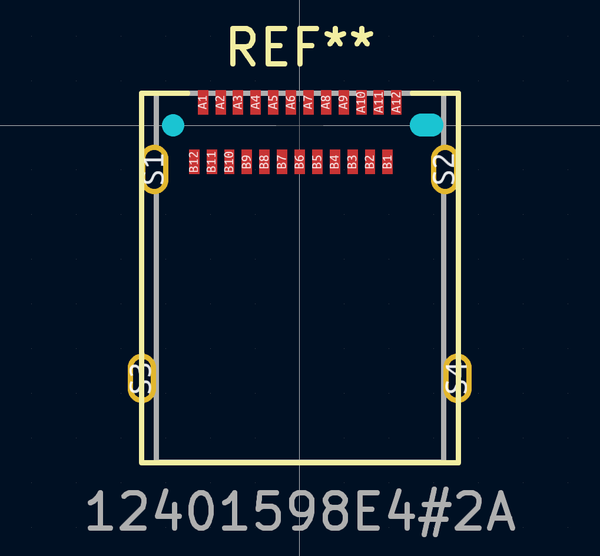 REF**
A1 A2 A3 A4 A5 A6 A7 A8 A9 A10 A11 A12
B12 B11 B10 B9 B8 B7 B6 B5 B4 B3 B2 B1
S1 S2
S3 S4
12401598E4#2A